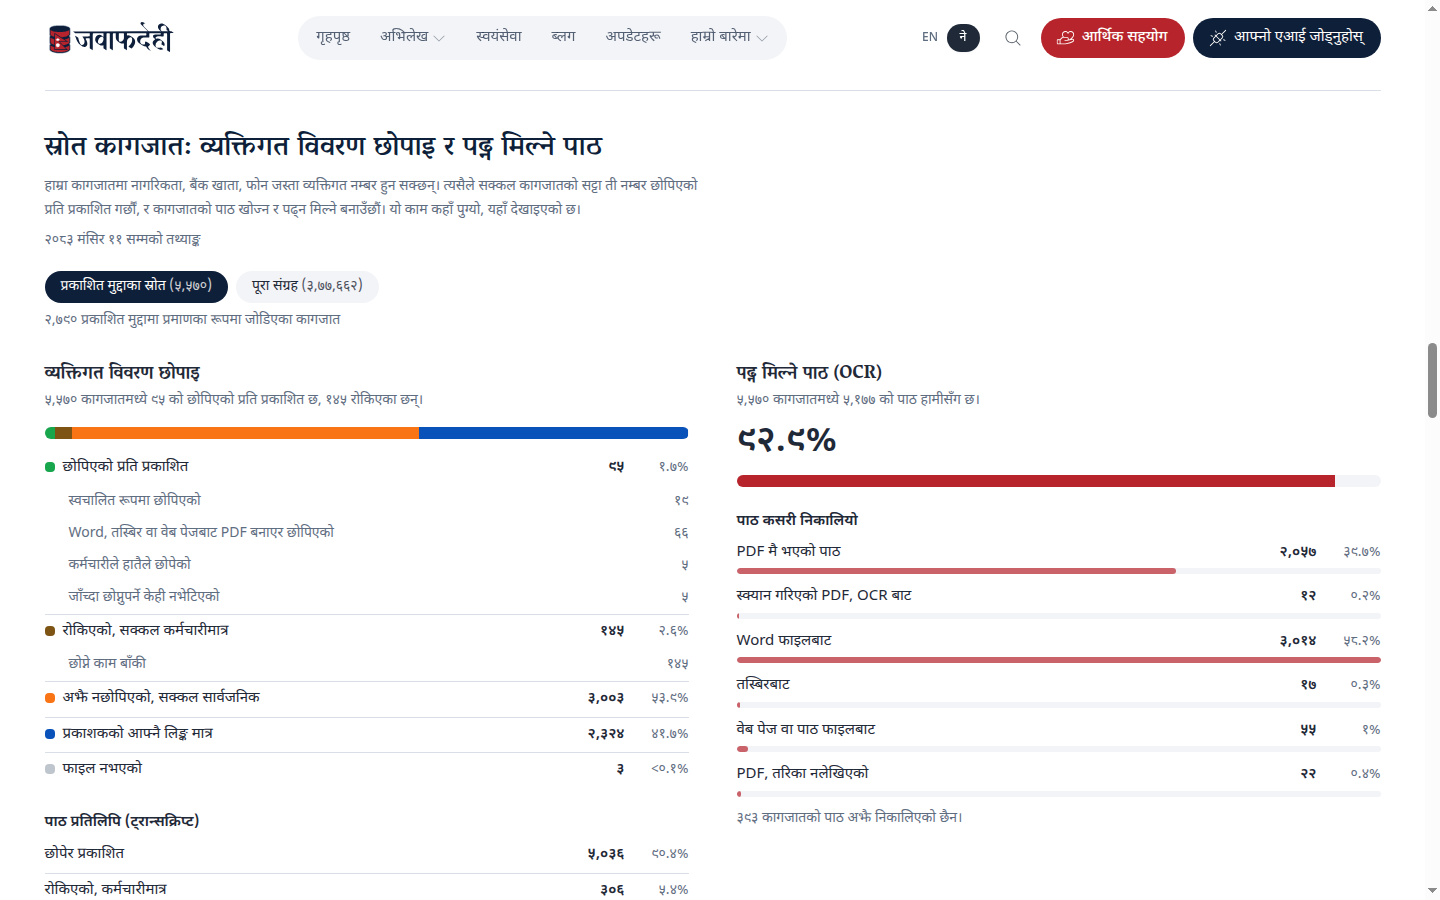 जवाफदेही
गृहपृष्ठ
अभिलेख
स्वयंसेवा
ब्लग
अपडेटहरू
हाम्रो बारेमा
EN
ने
आर्थिक सहयोग
आफ्नो एआई जोड्नुहोस्
स्रोत कागजात: व्यक्तिगत विवरण छोपाइ र पढ्न मिल्ने पाठ
हाम्रा कागजातमा नागरिकता, बैंक खाता, फोन जस्ता व्यक्तिगत नम्बर हुन सक्छन्। त्यसैले सक्कल कागजातको सट्टा ती नम्बर छोपिएको
प्रति प्रकाशित गर्छौं, र कागजातको पाठ खोज्न र पढ्न मिल्ने बनाउँछौं। यो काम कहाँ पुग्यो, यहाँ देखाइएको छ।
२०८३ मंसिर ११ सम्मको तथ्याङ्क
प्रकाशित मुद्दाका स्रोत (५,५७०)
पूरा संग्रह (३,७७,६६२)
२,७९० प्रकाशित मुद्दामा प्रमाणका रूपमा जोडिएका कागजात
व्यक्तिगत विवरण छोपाइ
५,५७० कागजातमध्ये ९५ को छोपिएको प्रति प्रकाशित छ, १४५ रोकिएका छन्।
छोपिएको प्रति प्रकाशित ९५ १.७%
स्वचालित रूपमा छोपिएको १९
Word, तस्बिर वा वेब पेजबाट PDF बनाएर छोपिएको ६६
कर्मचारीले हातैले छोपेको ५
जाँच्दा छोप्नुपर्ने केही नभेटिएको ५
रोकिएको, सक्कल कर्मचारीमात्र १४५ २.६%
छोप्ने काम बाँकी १४५
अझै नछोपिएको, सक्कल सार्वजनिक ३,००३ ५३.९%
प्रकाशकको आफ्नै लिङ्क मात्र २,३२४ ४१.७%
फाइल नभएको ३ <०.१%
पाठ प्रतिलिपि (ट्रान्सक्रिप्ट)
छोपेर प्रकाशित ५,०३६ ९०.४%
रोकिएको, कर्मचारीमात्र ३०६ ५.४%
पढ्न मिल्ने पाठ (OCR)
५,५७० कागजातमध्ये ५,१७७ को पाठ हामीसँग छ।
९२.९%
पाठ कसरी निकालियो
PDF मै भएको पाठ २,०५७ ३९.७%
स्क्यान गरिएको PDF, OCR बाट १२ ०.२%
Word फाइलबाट ३,०१४ ५८.२%
तस्बिरबाट १७ ०.३%
वेब पेज वा पाठ फाइलबाट ५५ १%
PDF, तरिका नलेखिएको २२ ०.४%
३९३ कागजातको पाठ अझै निकालिएको छैन।